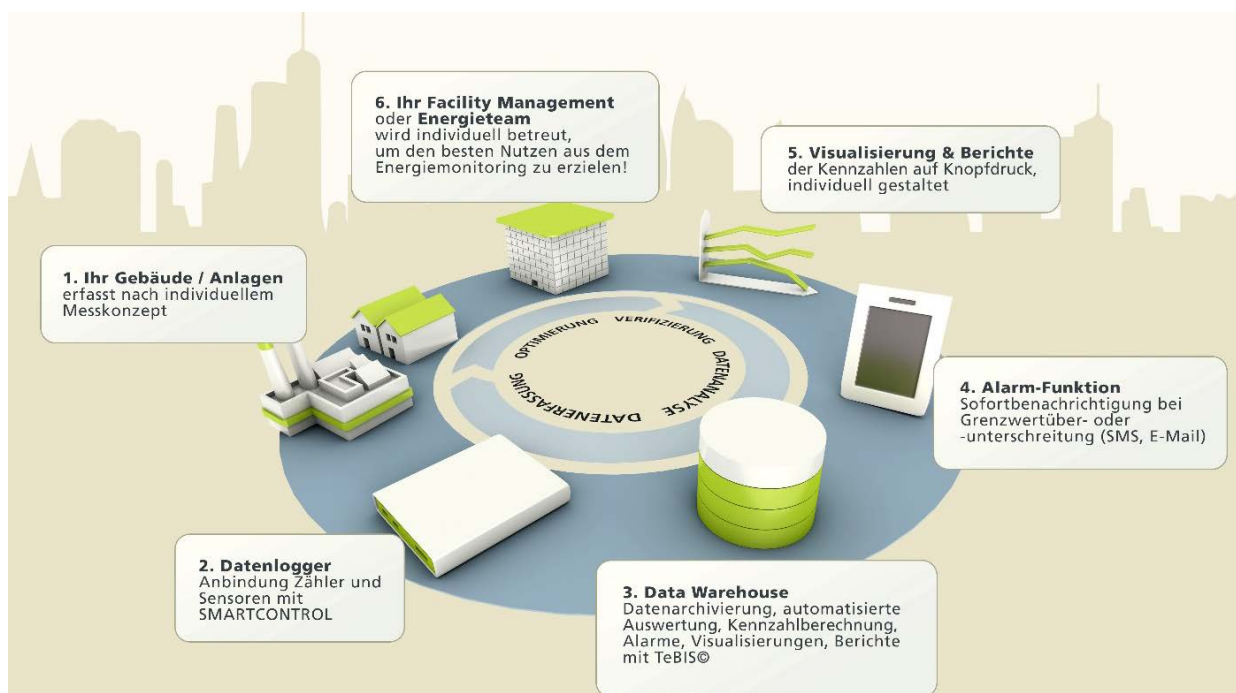 6. Ihr Facility Management
oder Energieteam
wird individuell betreut,
um den besten Nutzen aus dem
Energiemonitoring zu erzielen!
5. Visualisierung & Berichte
der Kennzahlen auf Knopfdruck,
individuell gestaltet
1. Ihr Gebäude / Anlagen
erfasst nach individuellem
Messkonzept
OPTIMIERUNG VERIFIZIERUNG DATENANALYSE DATENERFASSUNG
4. Alarm-Funktion
Sofortbenachrichtigung bei
Grenzwertüber- oder
-unterschreitung (SMS, E-Mail)
2. Datenlogger
Anbindung Zähler und
Sensoren mit
SMARTCONTROL
3. Data Warehouse
Datenarchivierung, automatisierte
Auswertung, Kennzahlberechnung,
Alarme, Visualisierungen, Berichte
mit TeBIS©